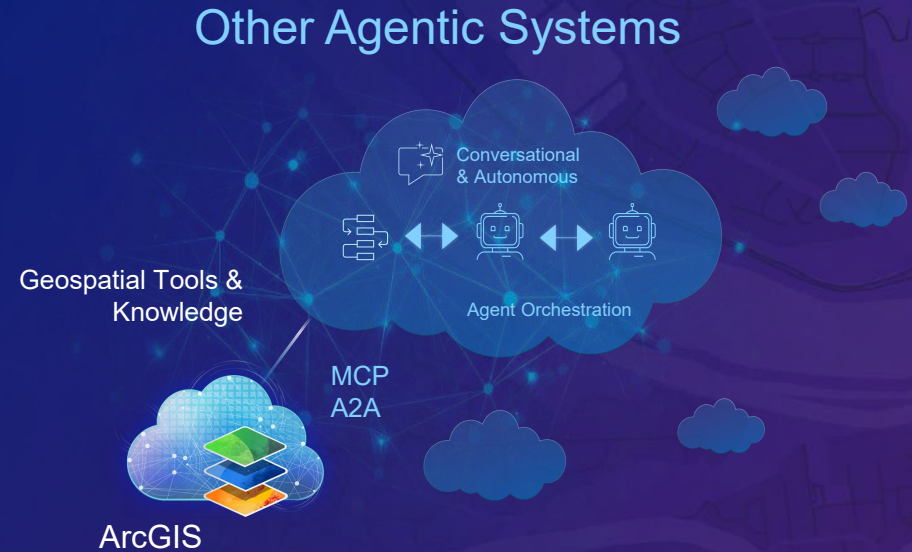 Other Agentic Systems
Conversational
& Autonomous
Geospatial Tools &
Knowledge
Agent Orchestration
MCP
A2A
ArcGIS